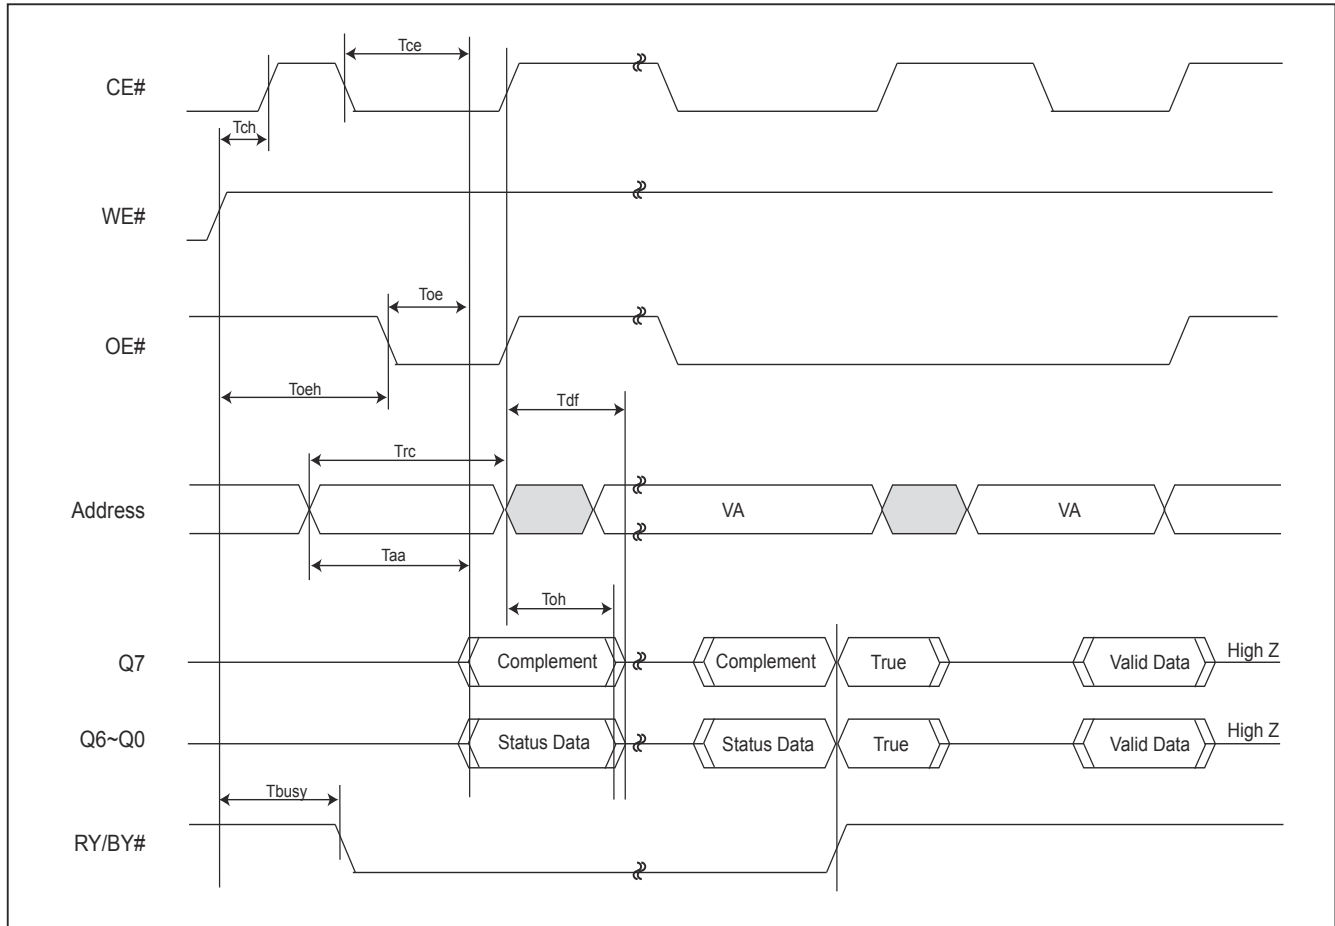 Tce
CE#
Tch
WE#
Toe
OE#
Toeh
Tdf
Trc
Address
VA
VA
Taa
Toh
Q7
Complement
Complement
True
Valid Data
High Z
Q6~Q0
Status Data
Status Data
True
Valid Data
High Z
Tbusy
RY/BY#